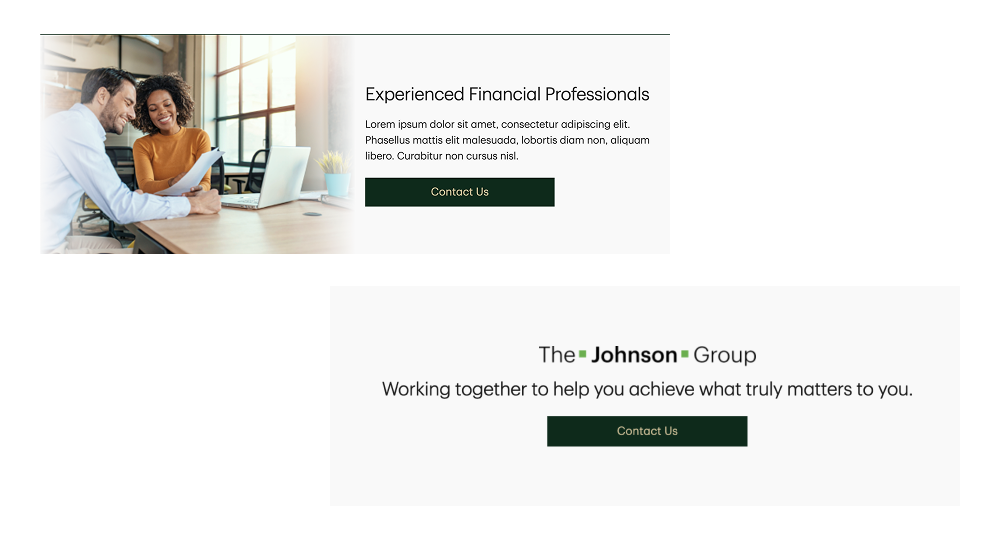 Experienced Financial Professionals
Lorem ipsum dolor sit amet, consectetur adipiscing elit.
Phasellus mattis elit malesuada, lobortis diam non, aliquam
libero. Curabitur non cursus nisl.
Contact Us
The ▪ Johnson ▪ Group
Working together to help you achieve what truly matters to you.
Contact Us